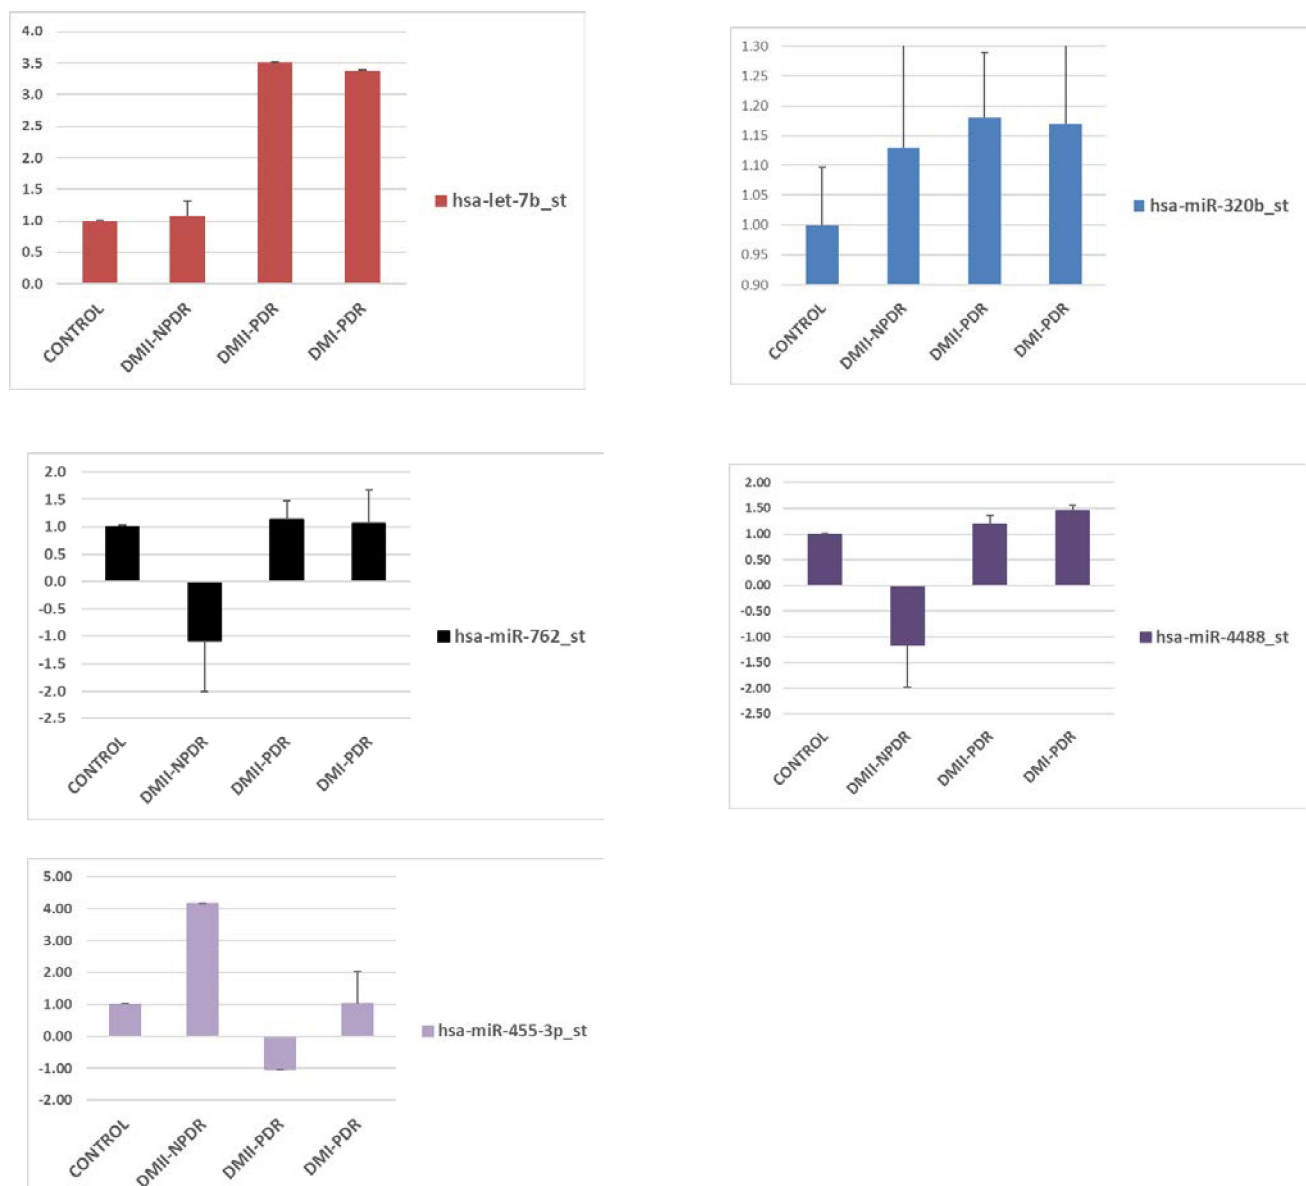 4.0
3.5
3.0
2.5
2.0
1.5
1.0
0.5
0.0
CONTROL
DMII-NPDR
DMII-PDR
DMI-PDR
hsa-let-7b_st
1.30
1.25
1.20
1.15
1.10
1.05
1.00
0.95
0.90
CONTROL
DMII-NPDR
DMII-PDR
DMI-PDR
hsa-miR-320b_st
2.0
1.5
1.0
0.5
0.0
-0.5
-1.0
-1.5
-2.0
-2.5
CONTROL
DMII-NPDR
DMII-PDR
DMI-PDR
hsa-miR-762_st
2.00
1.50
1.00
0.50
0.00
-0.50
-1.00
-1.50
-2.00
-2.50
CONTROL
DMII-NPDR
DMII-PDR
DMI-PDR
hsa-miR-4488_st
5.00
4.00
3.00
2.00
1.00
0.00
-1.00
-2.00
CONTROL
DMII-NPDR
DMII-PDR
DMI-PDR
hsa-miR-455-3p_st